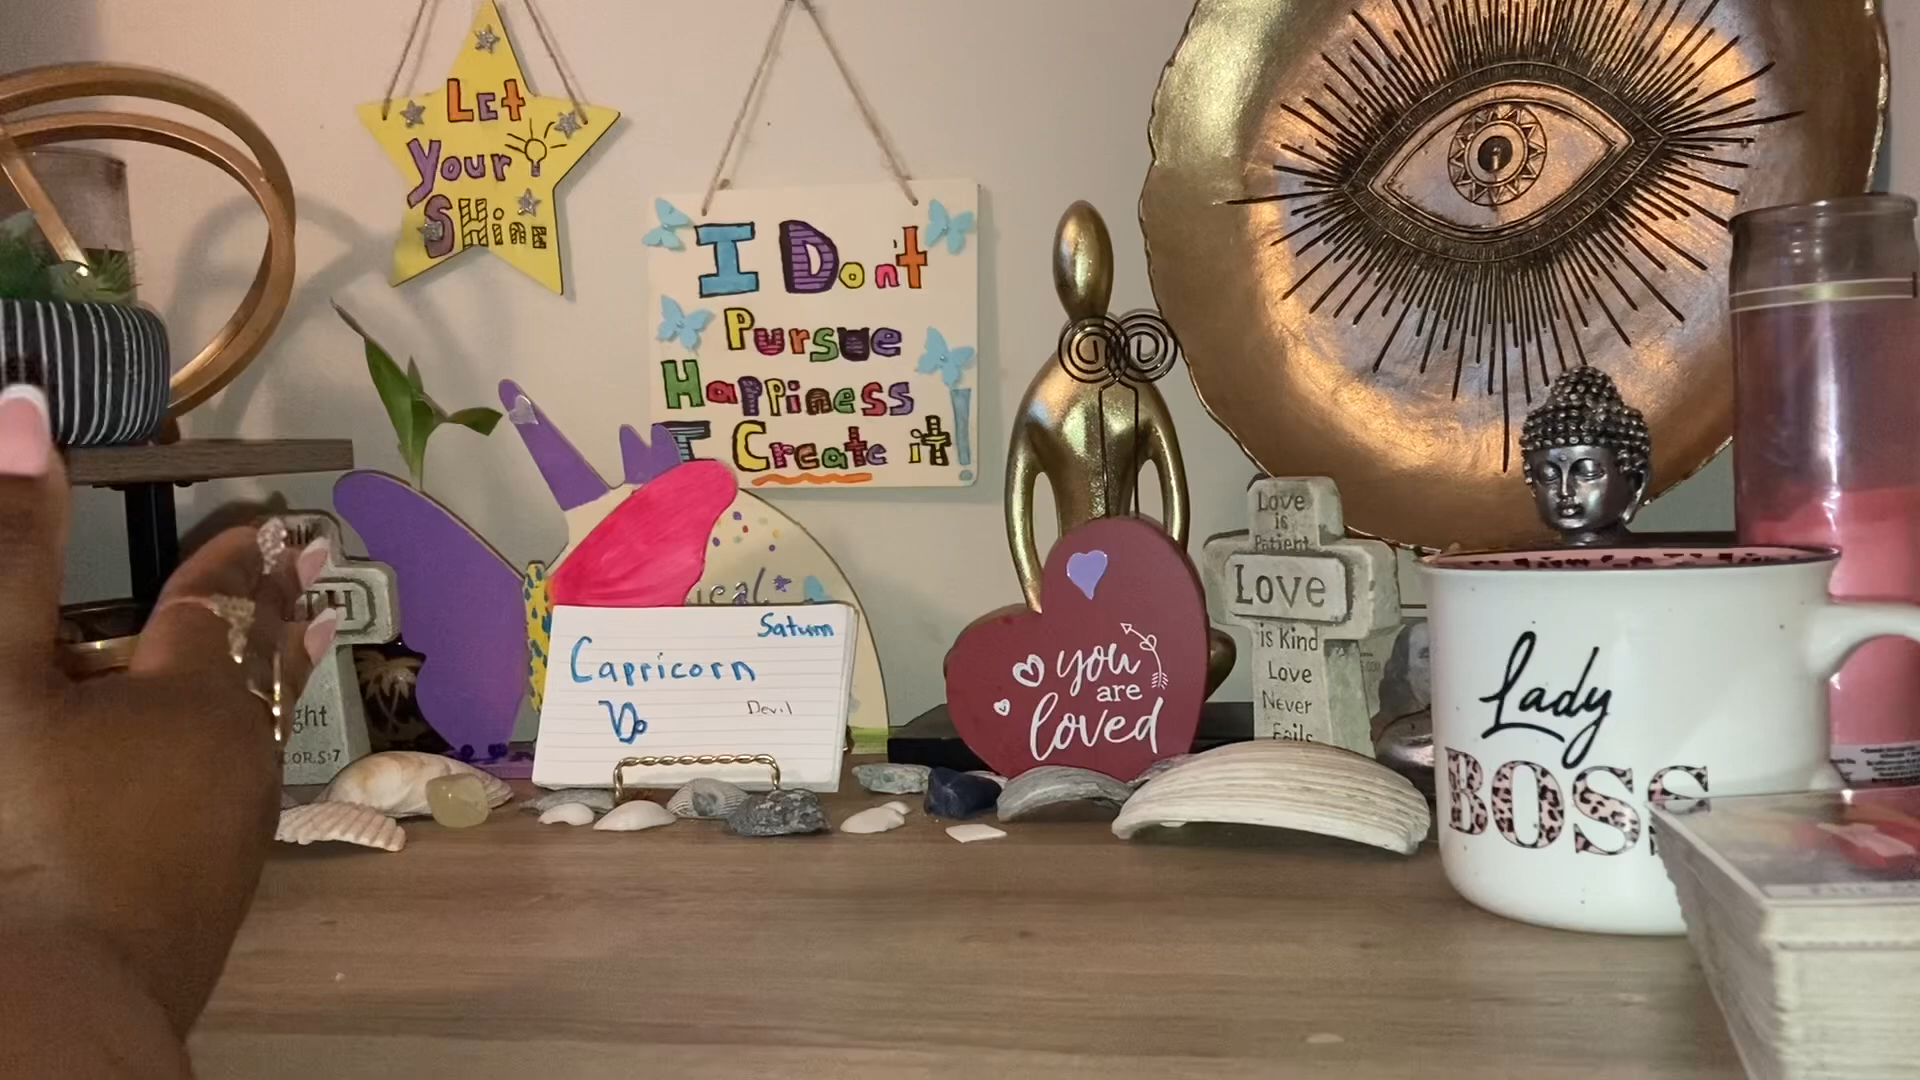 Let
Your
SHine
I Don't
Pursue
Happiness
I Create it!
Saturn
Capricorn
Devil
you
are
loved
Love
is
Patient
Love
is Kind
Love
Never
Fails
Lady
BOSS